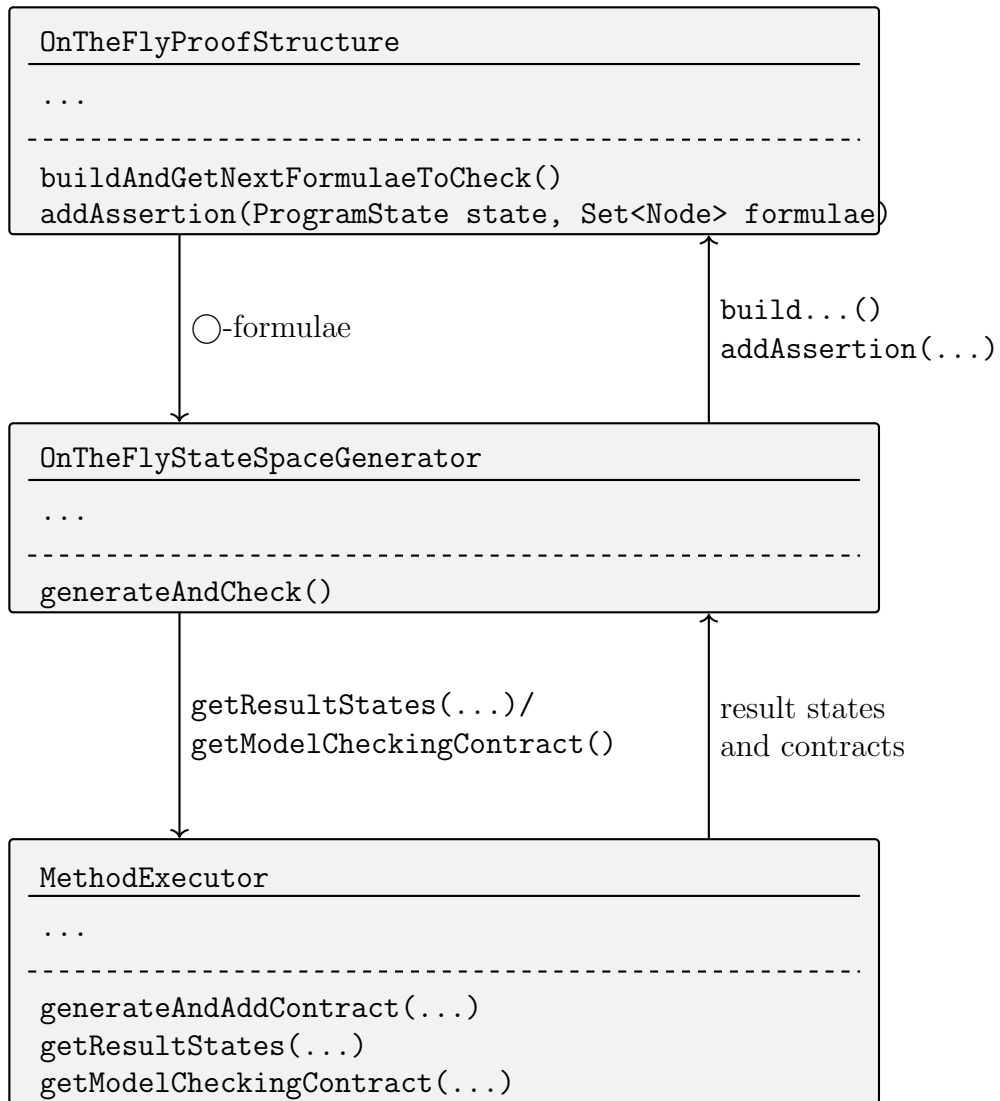 OnTheFlyProofStructure
...
buildAndGetNextFormulaeToCheck()
addAssertion(ProgramState state, Set<Node> formulae)
◯-formulae
build...()
addAssertion(...)
OnTheFlyStateSpaceGenerator
...
generateAndCheck()
getResultStates(...)/
getModelCheckingContract()
result states
and contracts
MethodExecutor
...
generateAndAddContract(...)
getResultStates(...)
getModelCheckingContract(...)